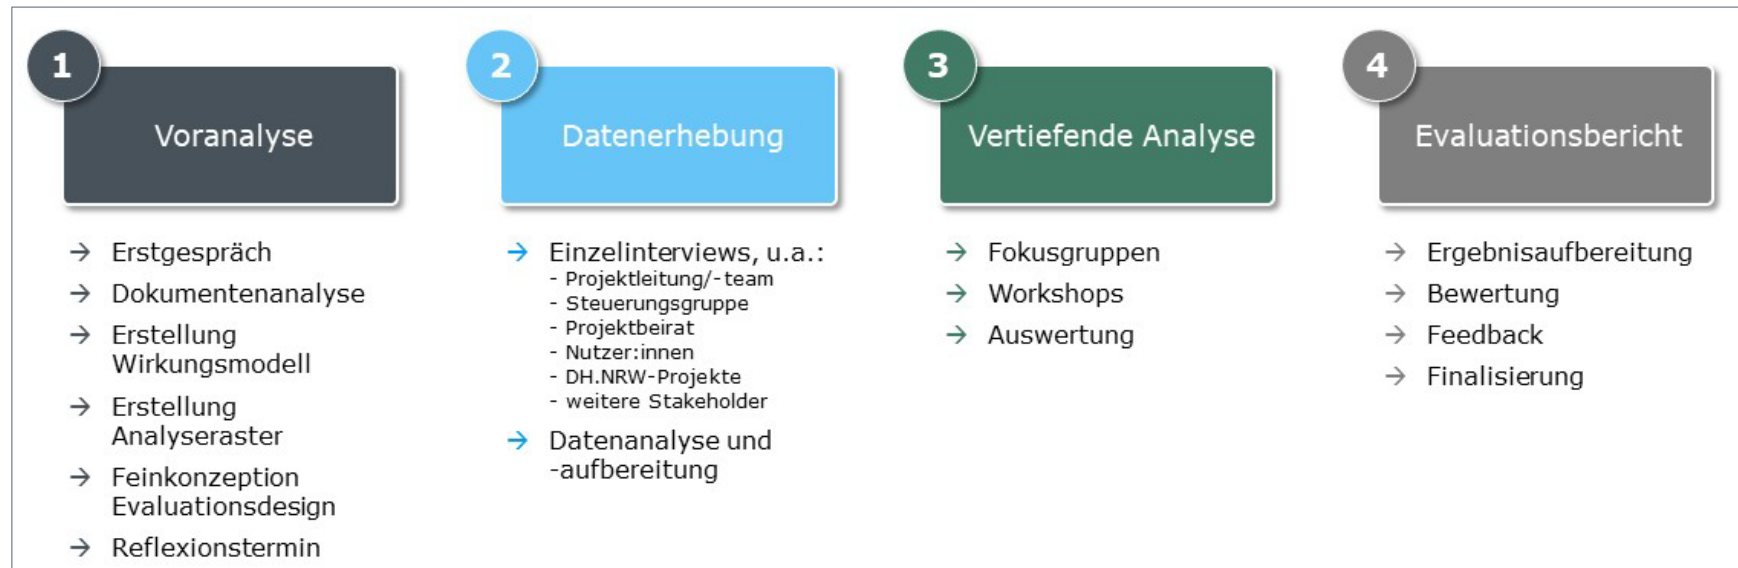 1
Voranalyse
→ Erstgespräch
→ Dokumentenanalyse
→ Erstellung
Wirkungsmodell
→ Erstellung
Analyseraster
→ Feinkonzeption
Evaluationsdesign
→ Reflexionstermin
2
Datenerhebung
→ Einzelinterviews, u.a.:
- Projektleitung/-team
- Steuerungsgruppe
- Projektbeirat
- Nutzer:innen
- DH.NRW-Projekte
- weitere Stakeholder
→ Datenanalyse und
-aufbereitung
3
Vertiefende Analyse
→ Fokusgruppen
→ Workshops
→ Auswertung
4
Evaluationsbericht
→ Ergebnisaufbereitung
→ Bewertung
→ Feedback
→ Finalisierung